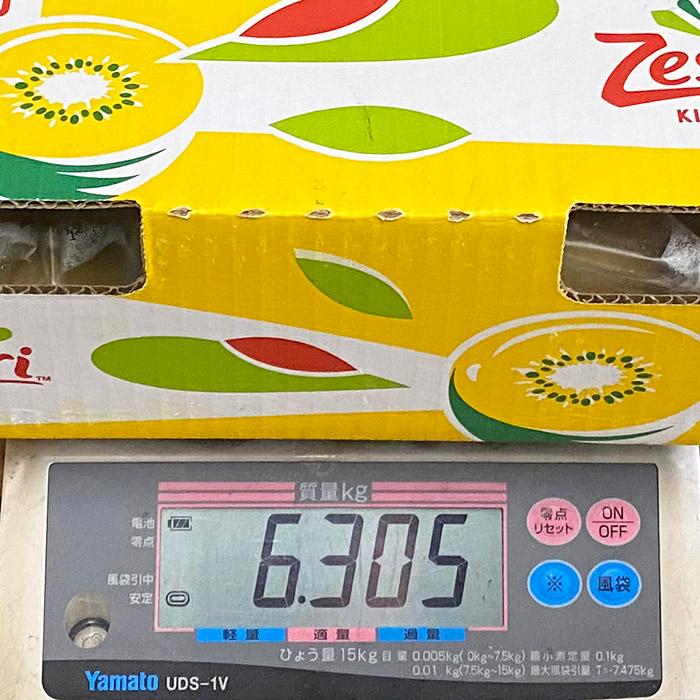 Zes
KI
ri™
質量kg
電池
零点
風袋引中
安定
6.305
零点
リセット
ON
OFF
※
風袋
軽量 適量 過量
ひょう量 15kg 目量 0.005kg( 0kg~7.5kg) 最小測定量 0.1kg
0.01 kg(7.5kg~15kg) 最大風袋引量 T=-7.475kg
Yamato UDS-1V